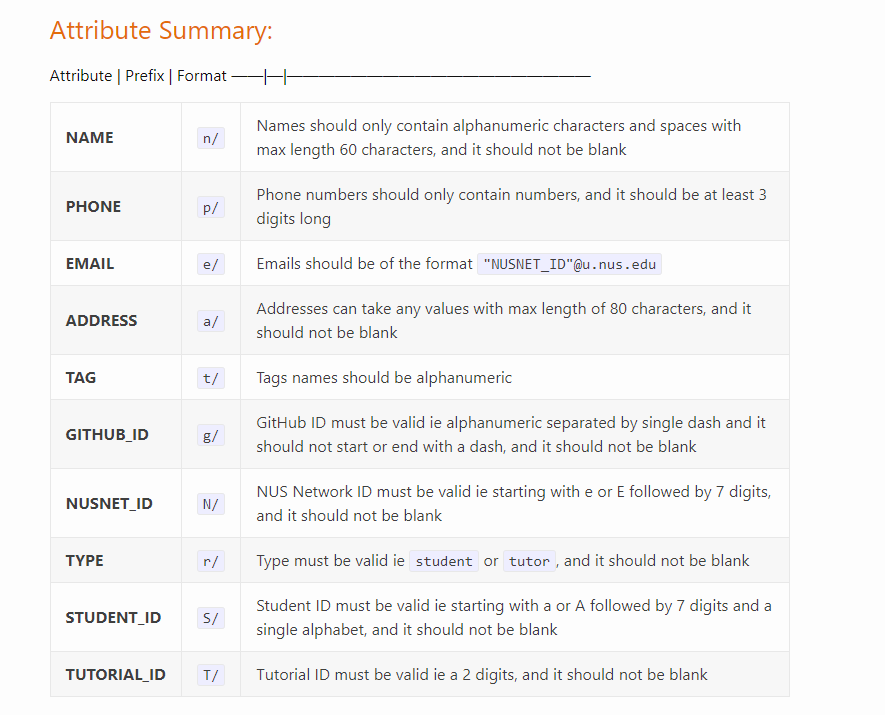 Attribute Summary:
Attribute | Prefix | Format ——|—|———————————————————
NAME
n/
Names should only contain alphanumeric characters and spaces with
max length 60 characters, and it should not be blank
PHONE
p/
Phone numbers should only contain numbers, and it should be at least 3
digits long
EMAIL
e/
Emails should be of the format "NUSNET_ID"@u.nus.edu
ADDRESS
a/
Addresses can take any values with max length of 80 characters, and it
should not be blank
TAG
t/
Tags names should be alphanumeric
GITHUB_ID
g/
GitHub ID must be valid ie alphanumeric separated by single dash and it
should not start or end with a dash, and it should not be blank
NUSNET_ID
N/
NUS Network ID must be valid ie starting with e or E followed by 7 digits,
and it should not be blank
TYPE
r/
Type must be valid ie student or tutor, and it should not be blank
STUDENT_ID
S/
Student ID must be valid ie starting with a or A followed by 7 digits and a
single alphabet, and it should not be blank
TUTORIAL_ID
T/
Tutorial ID must be valid ie a 2 digits, and it should not be blank